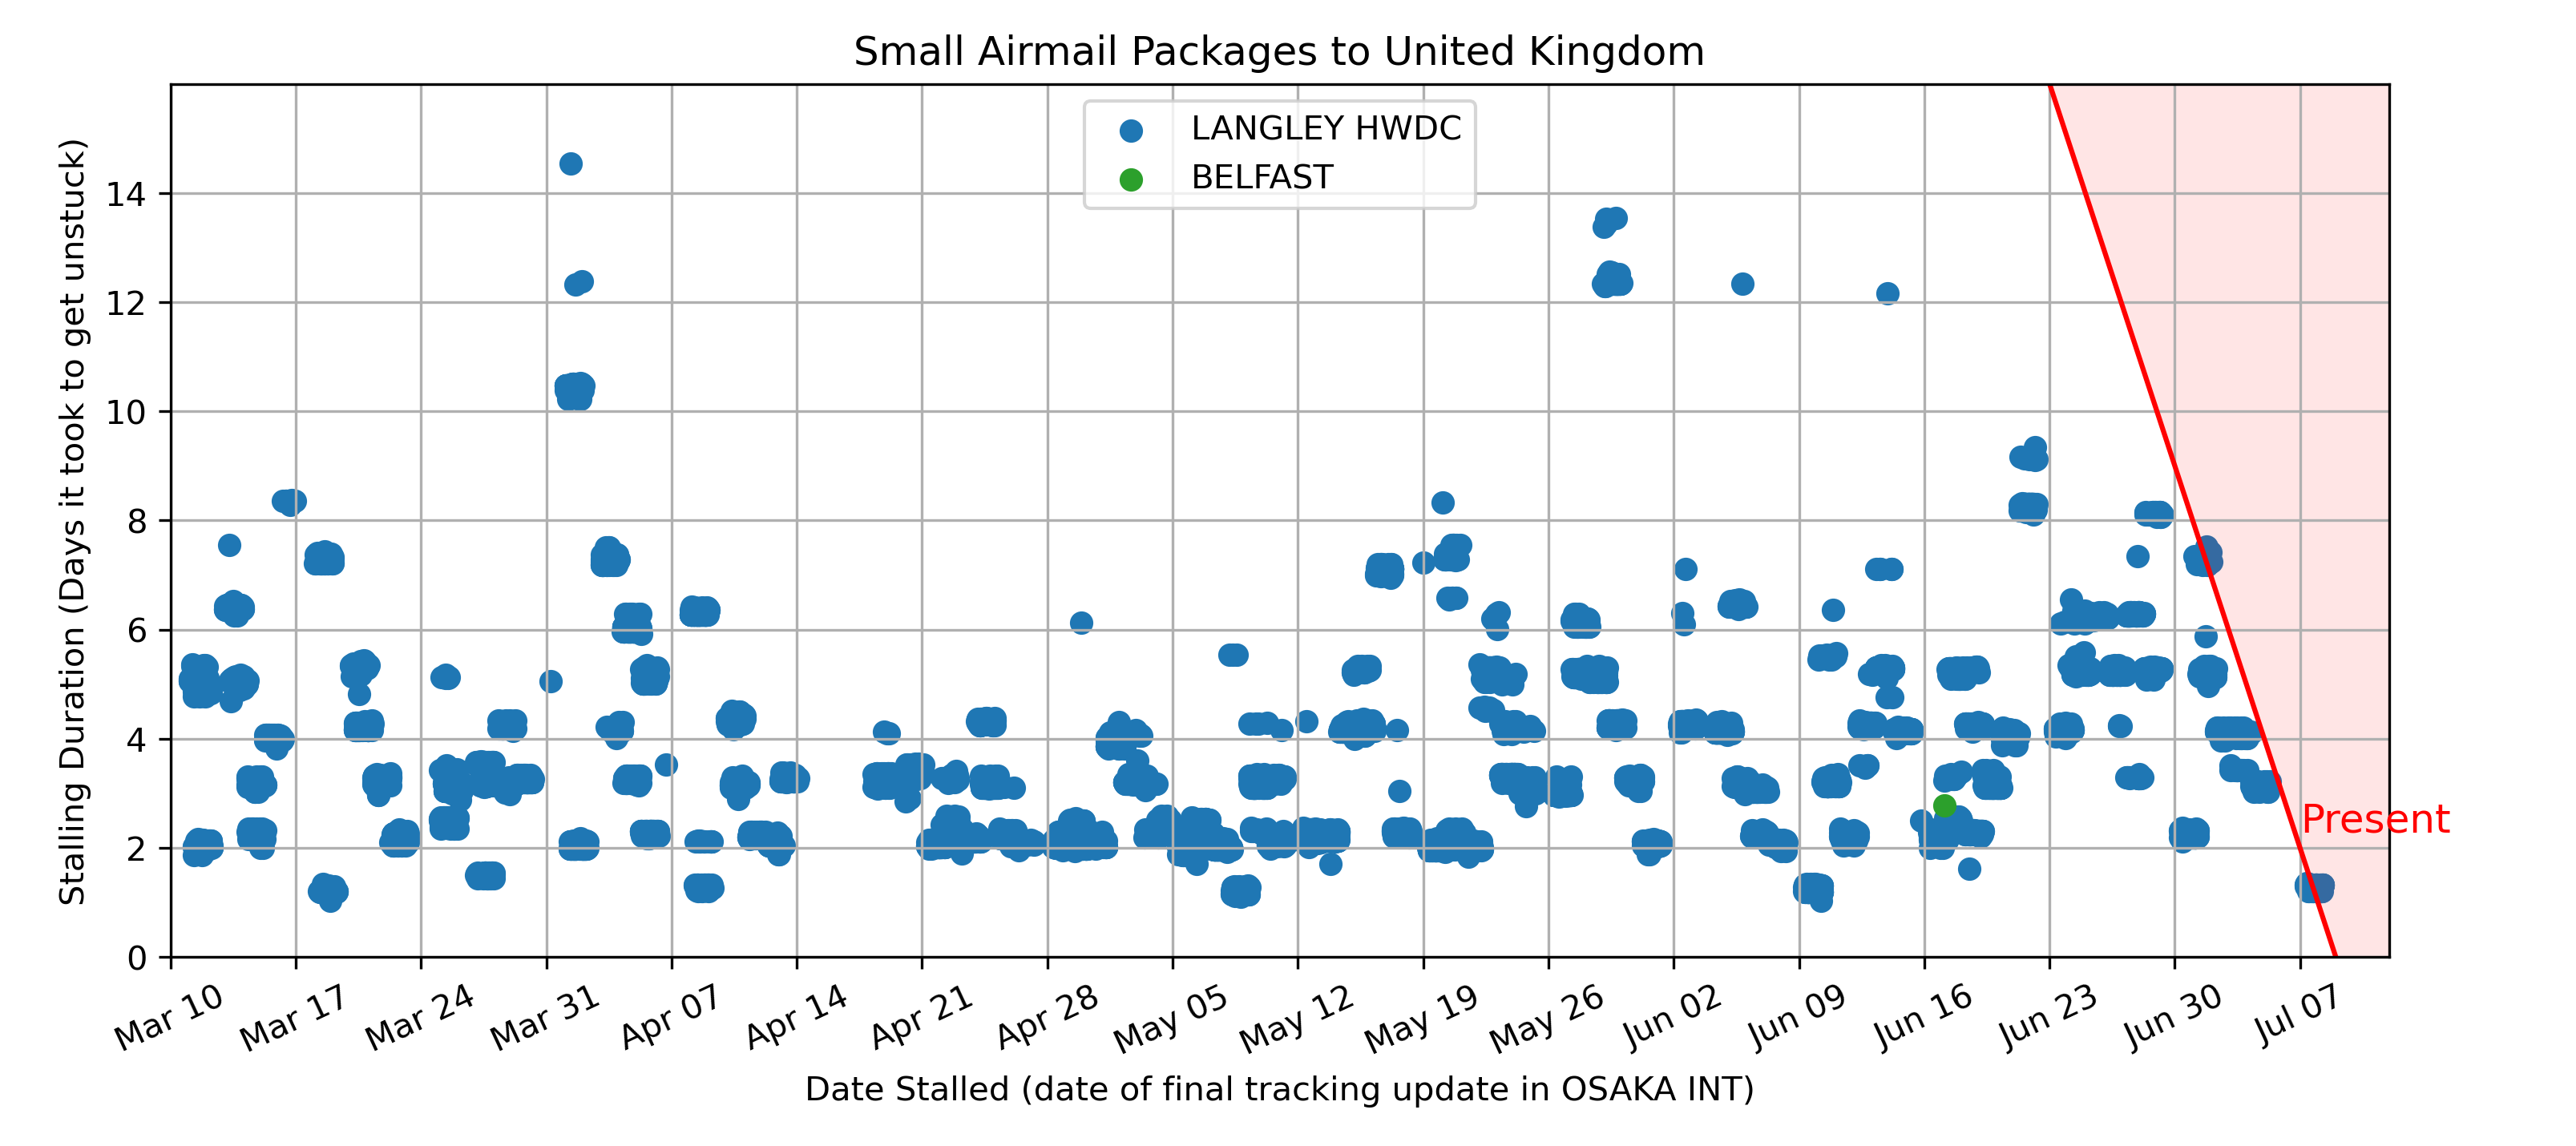 Small Airmail Packages to United Kingdom
LANGLEY HWDC
BELFAST
Stalling Duration (Days it took to get unstuck)
14
12
10
8
6
4
2
0
Present
Mar 10
Mar 17
Mar 24
Mar 31
Apr 07
Apr 14
Apr 21
Apr 28
May 05
May 12
May 19
May 26
Jun 02
Jun 09
Jun 16
Jun 23
Jun 30
Jul 07
Date Stalled (date of final tracking update in OSAKA INT)